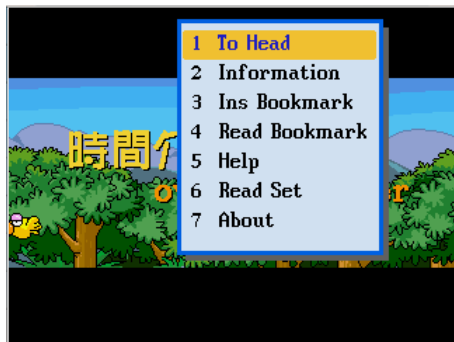 1 To Head
2 Information
3 Ins Bookmark
4 Read Bookmark
5 Help
6 Read Set
7 About
時間